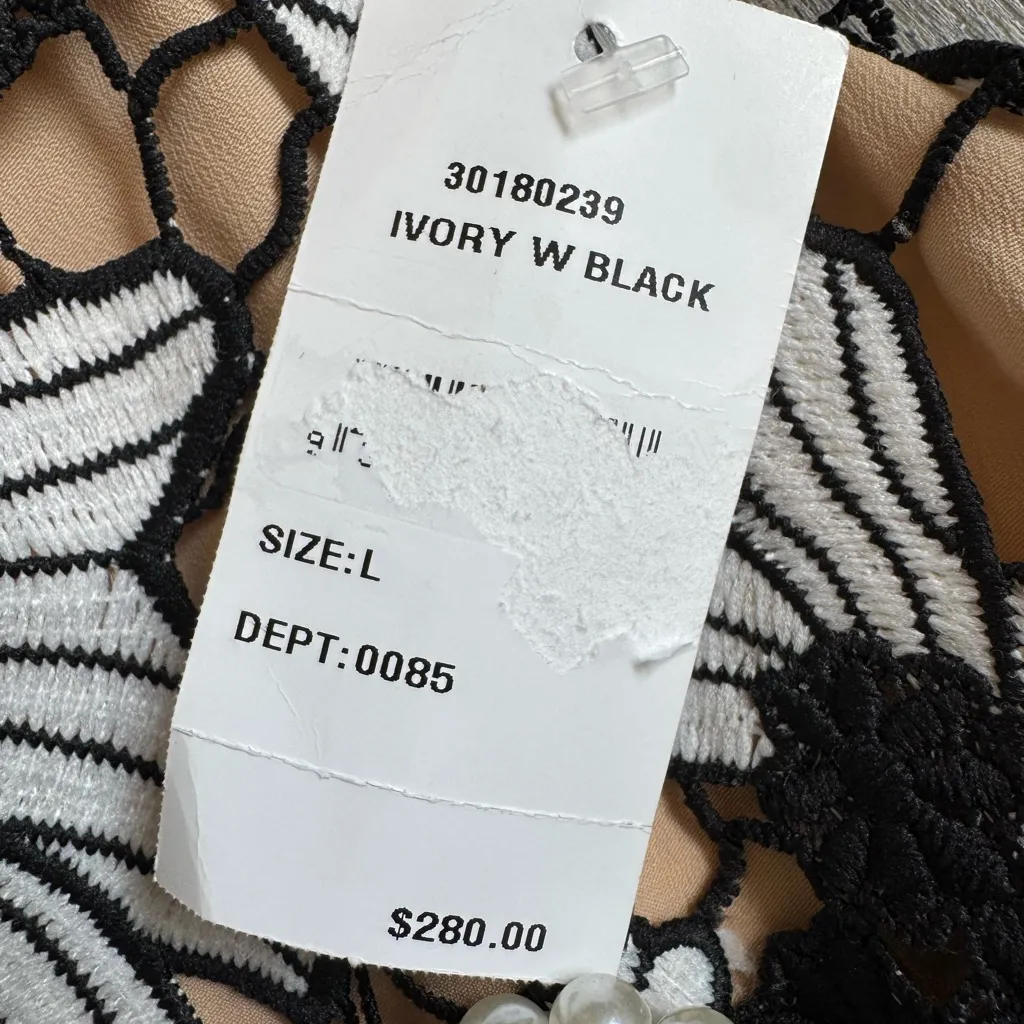 30180239
IVORY W BLACK
SIZE:L
DEPT:0085
$280.00